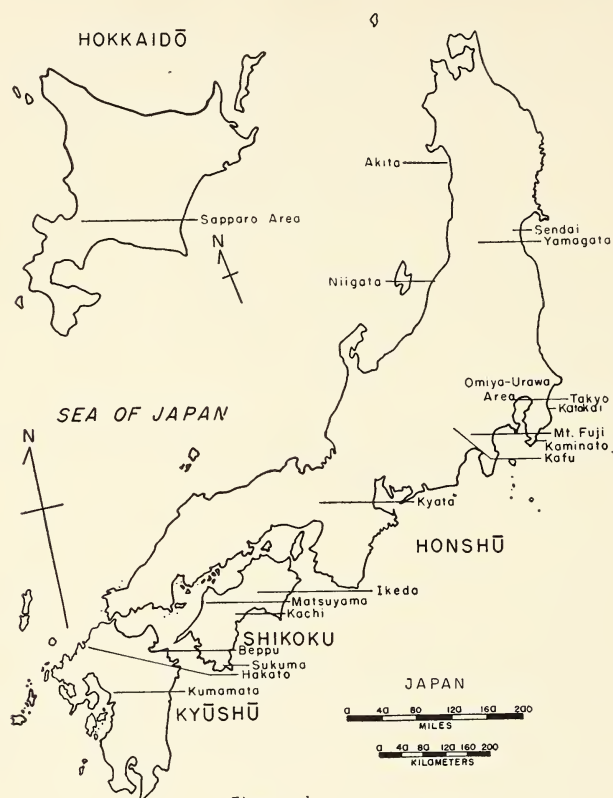 HOKKAIDŌ
Akita
Sapparo Area
Sendai
Yamagata
N
Niigata
Omiya-Urawa
Area
Takyo
Katakai
SEA OF JAPAN
Mt. Fuji
N
Kaminato
Kafu
Kyata
HONSHŪ
Ikeda
Matsuyama
Kachi
SHIKOKU
Beppu
Sukuma
Hakato
Kumamata
KYŪSHŪ
JAPAN
0 40 80 120 160 200
MILES
0 40 80 120 160 200
KILOMETERS